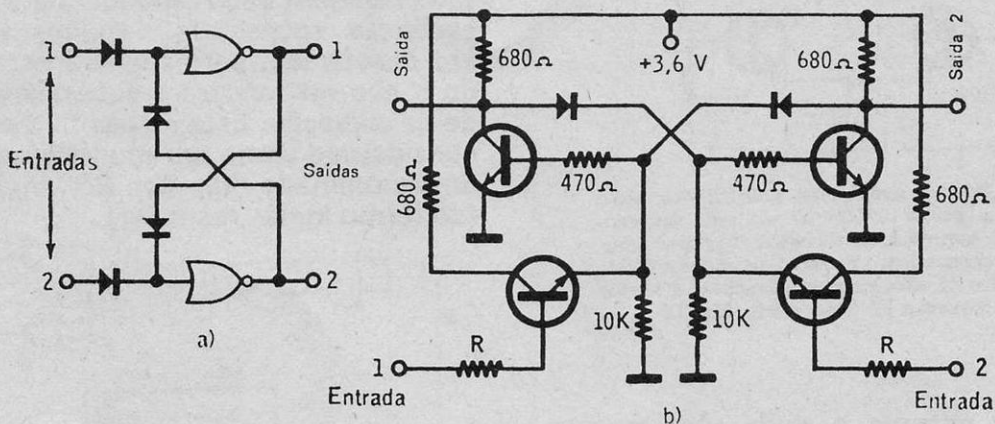 1
1
Entradas
Saídas
2
2
a)
Saída 1
680Ω
+3,6 V
680Ω
Saída 2
680Ω
470Ω
470Ω
680Ω
10K
10K
1
R
R
2
Entrada
Entrada
b)